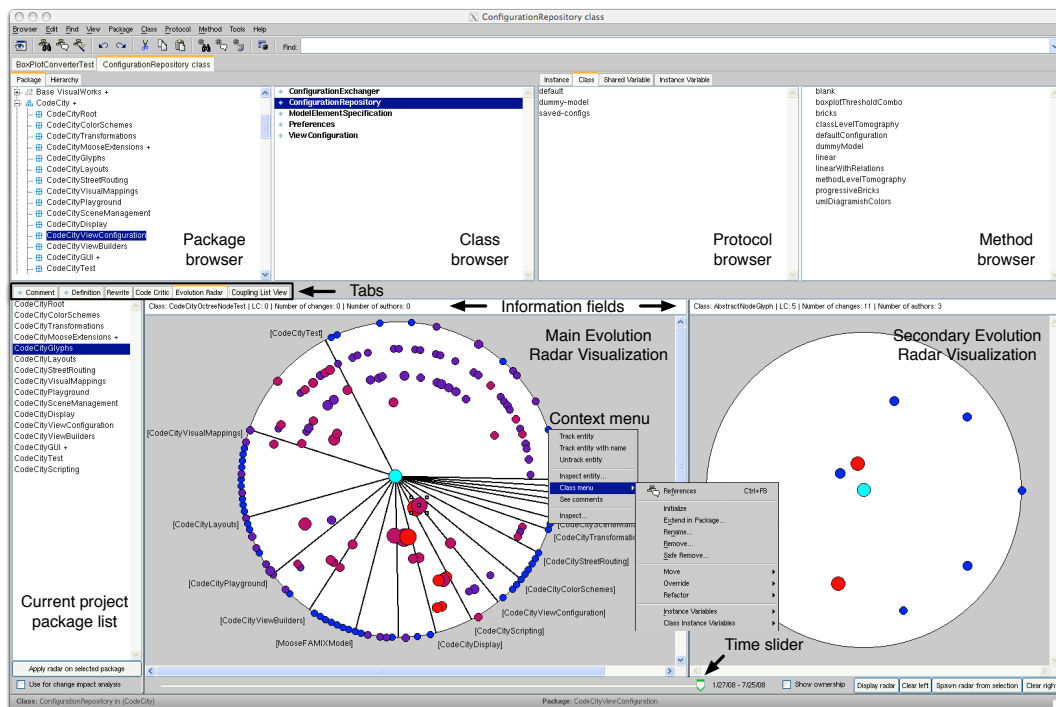 ConfigurationRepository class
Browser Edit Find View Package Class Protocol Method Tools Help
Find:
BoxPlotConverterTest ConfigurationRepository class
Package Hierarchy
Instance Class Shared Variable Instance Variable
Base VisualWorks +
CodeCity +
CodeCityRoot
CodeCityColorSchemes
CodeCityTransformations
CodeCityMooseExtensions +
CodeCityGlyphs
CodeCityLayouts
CodeCityStreetRouting
CodeCityVisualMappings
CodeCityPlayground
CodeCitySceneManagement
CodeCityDisplay
CodeCityViewConfiguration
CodeCityViewBuilders
CodeCityGUI +
CodeCityTest
Package browser
ConfigurationExchanger
ConfigurationRepository
ModelElementSpecification
Preferences
ViewConfiguration
Class browser
default
dummy-model
saved-configs
Protocol browser
blank
boxplotThresholdCombo
bricks
classLevelTomography
defaultConfiguration
dummyModel
linear
linearWithRelations
methodLevelTomography
progressiveBricks
umlDiagramishColors
Method browser
Comment Definition Rewrite Code Critic Evolution Radar Coupling List View
Tabs
Information fields
CodeCityRoot
CodeCityColorSchemes
CodeCityTransformations
CodeCityMooseExtensions +
CodeCityGlyphs
CodeCityLayouts
CodeCityStreetRouting
CodeCityVisualMappings
CodeCityPlayground
CodeCitySceneManagement
CodeCityDisplay
CodeCityViewConfiguration
CodeCityViewBuilders
CodeCityGUI +
CodeCityTest
CodeCityScripting
Current project
package list
Apply radar on selected package
Use for change impact analysis
Class: CodeCityOctreeNodeTest | LC: 0 | Number of changes: 0 | Number of authors: 0
Main Evolution
Radar Visualization
[CodeCityTest]
[CodeCityVisualMappings]
[CodeCityLayouts]
[CodeCityPlayground]
[CodeCityViewBuilders]
[MooseFAMIXModel]
[CodeCityDisplay]
[CodeCityScripting]
[CodeCityViewConfiguration]
[CodeCityColorSchemes]
[CodeCityStreetRouting]
Context menu
Track entity
Track entity with name
Untrack entity
Inspect entity...
Class menu
See comments
Inspect...
References Ctrl+F8
Initialize
Extend in Package...
Rename...
Remove...
Safe Remove...
Move
Override
Refactor
Instance Variables
Class Instance Variables
Class: AbstractNodeGlyph | LC: 5 | Number of changes: 11 | Number of authors: 3
Secondary Evolution
Radar Visualization
Time slider
1/27/08 - 7/25/08
Show ownership
Display radar Clear left Spawn radar from selection Clear right
Class: ConfigurationRepository in (CodeCity)
Package: CodeCityViewConfiguration